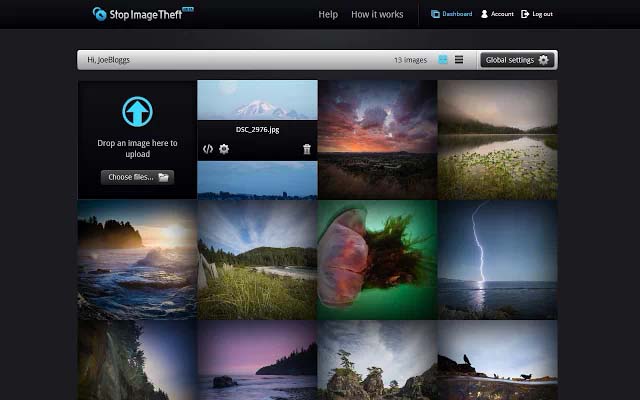 Stop Image Theft BETA
Help
How it works
Dashboard
Account
Log out
Hi, JoeBloggs
13 images
Global settings
Drop an image here to
upload
Choose files...
DSC_2976.jpg